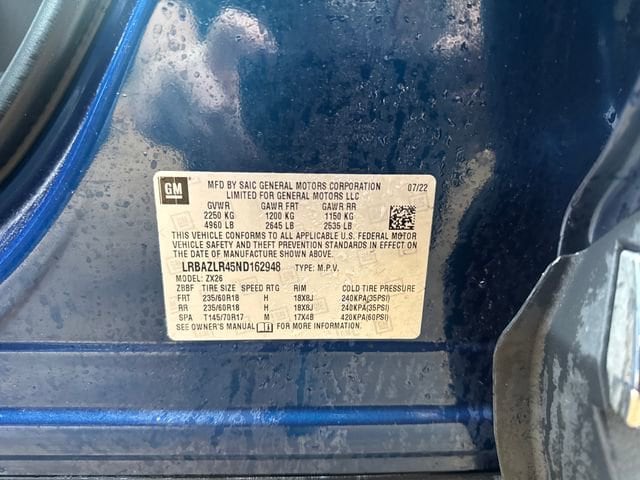 GM
MFD BY SAIC GENERAL MOTORS CORPORATION 07/22
LIMITED FOR GENERAL MOTORS LLC
GVWR GAWR FRT GAWR RR
2250 KG 1200 KG 1150 KG
4960 LB 2645 LB 2535 LB
THIS VEHICLE CONFORMS TO ALL APPLICABLE U.S. FEDERAL MOTOR
VEHICLE SAFETY AND THEFT PREVENTION STANDARDS IN EFFECT ON
THE DATE OF MANUFACTURE SHOWN ABOVE.
LRBAZLR45ND162948 TYPE: M.P.V.
MODEL: ZX26
ZBBF TIRE SIZE SPEED RTG RIM COLD TIRE PRESSURE
FRT 235/60R18 H 18X8J 240KPA(35PSI)
RR 235/60R18 H 18X8J 240KPA(35PSI)
SPA T145/70R17 M 17X4B 420KPA(60PSI)
SEE OWNER'S MANUAL FOR MORE INFORMATION.